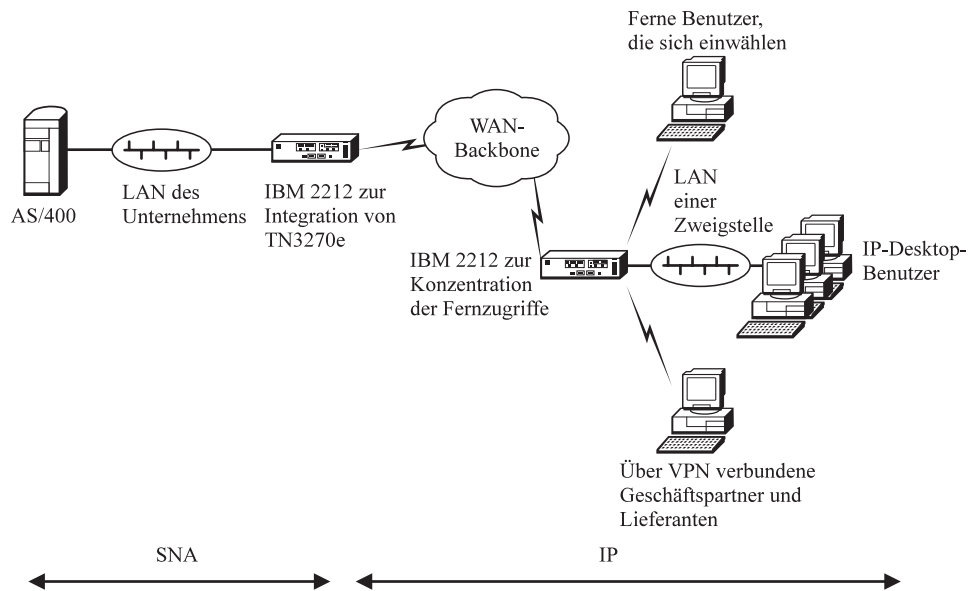 Ferne Benutzer,
die sich einwählen
WAN-
Backbone
AS/400
LAN des
Unternehmens
IBM 2212 zur
Integration von
TN3270e
LAN
einer
Zweigstelle
IBM 2212 zur
Konzentration
der Fernzugriffe
IP-Desktop-
Benutzer
Über VPN verbundene
Geschäftspartner und
Lieferanten
SNA
IP